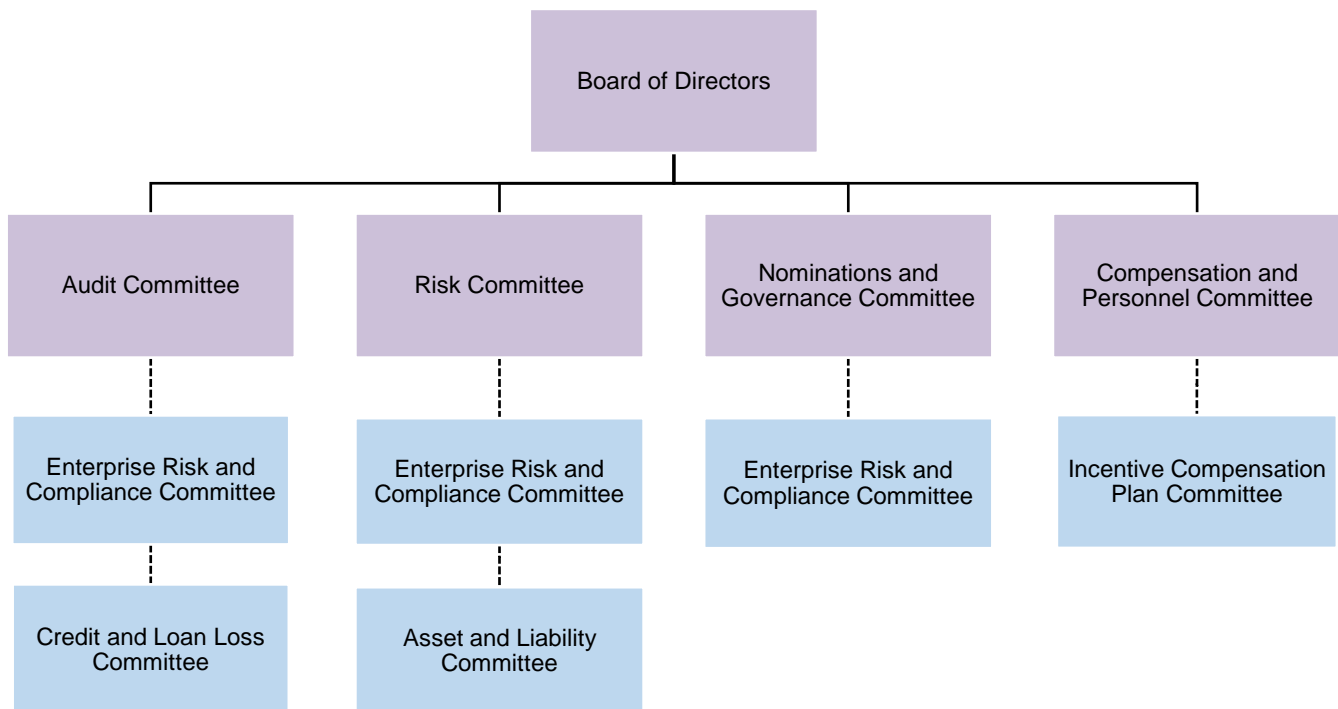 Board of Directors
Audit Committee
Risk Committee
Nominations and
Governance Committee
Compensation and
Personnel Committee
Enterprise Risk and
Compliance Committee
Enterprise Risk and
Compliance Committee
Enterprise Risk and
Compliance Committee
Incentive Compensation
Plan Committee
Credit and Loan Loss
Committee
Asset and Liability
Committee